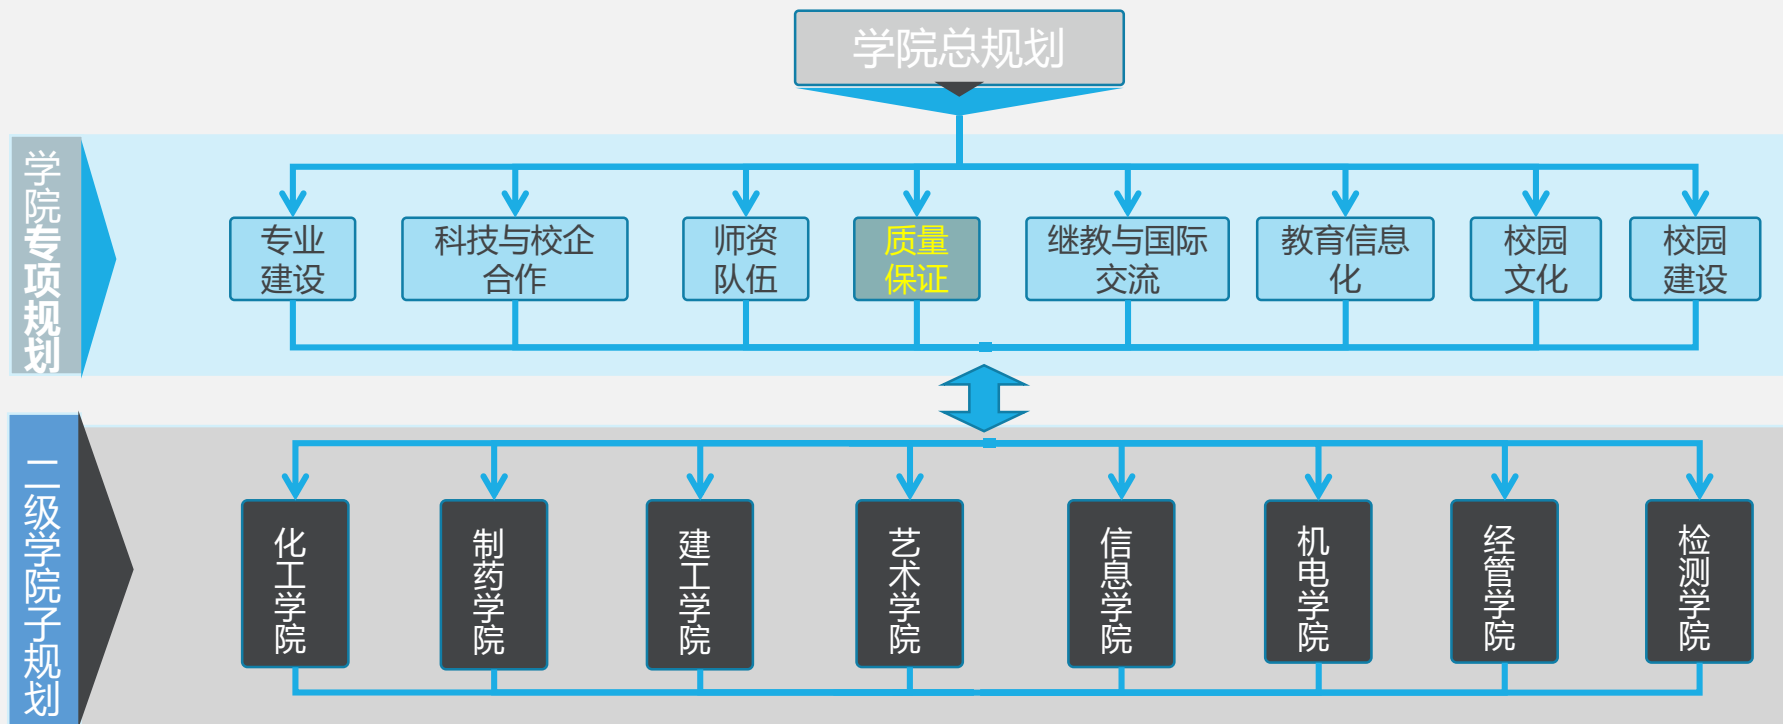 学院总规划
学院专项规划
专业
建设
科技与校企
合作
师资
队伍
质量
保证
继教与国际
交流
教育信息
化
校园
文化
校园
建设
二级学院子规划
化工学院
制药学院
建工学院
艺术学院
信息学院
机电学院
经管学院
检测学院